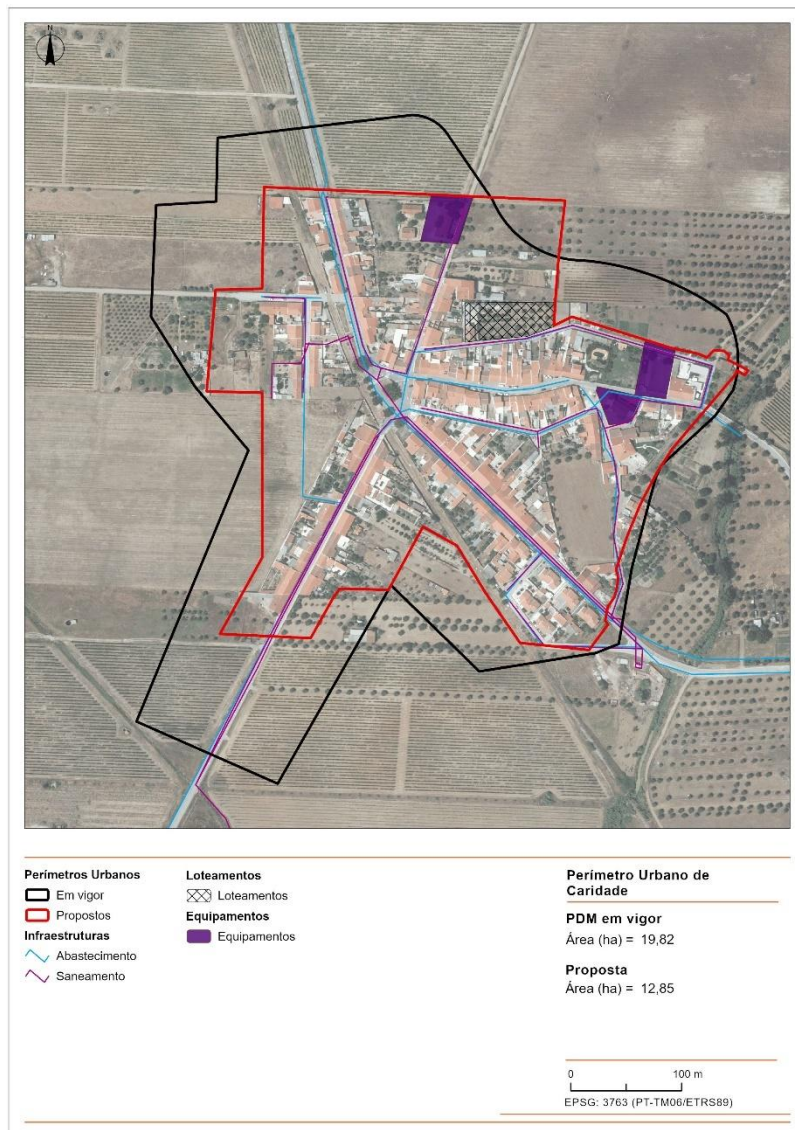 N
Perímetros Urbanos
Em vigor
Propostos
Infraestruturas
Abastecimento
Saneamento
Loteamentos
Loteamentos
Equipamentos
Equipamentos
Perímetro Urbano de
Caridade
PDM em vigor
Área (ha) = 19,82
Proposta
Área (ha) = 12,85
0 100 m
EPSG: 3763 (PT-TM06/ETRS89)